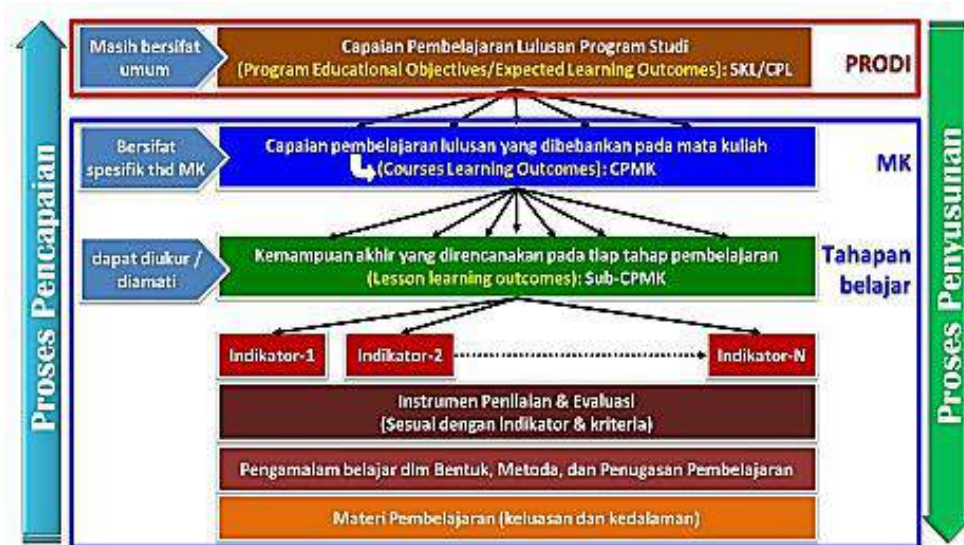 Proses Pencapaian
Masih bersifat
umum
Capaian Pembelajaran Lulusan Program Studi
(Program Educational Objectives/Expected Learning Outcomes): SKL/CPL
PRODI
Bersifat
spesifik thd MK
Capaian pembelajaran lulusan yang dibebankan pada mata kuliah
(Courses Learning Outcomes): CPMK
MK
dapat diukur /
diamati
Kemampuan akhir yang direncanakan pada tiap tahap pembelajaran
(Lesson learning outcomes): Sub-CPMK
Tahapan
belajar
Indikator-1
Indikator-2
Indikator-N
Instrumen Penilaian & Evaluasi
(Sesuai dengan indikator & kriteria)
Pengamalam belajar dlm Bentuk, Metoda, dan Penugasan Pembelajaran
Materi Pembelajaran (keluasan dan kedalaman)
Proses Penyusunan